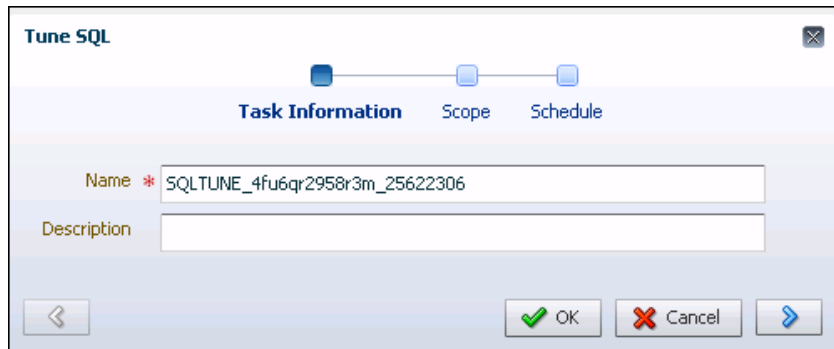 Tune SQL
Task Information Scope Schedule
Name * SQLTUNE_4fu6qr2958r3m_25622306
Description
OK Cancel